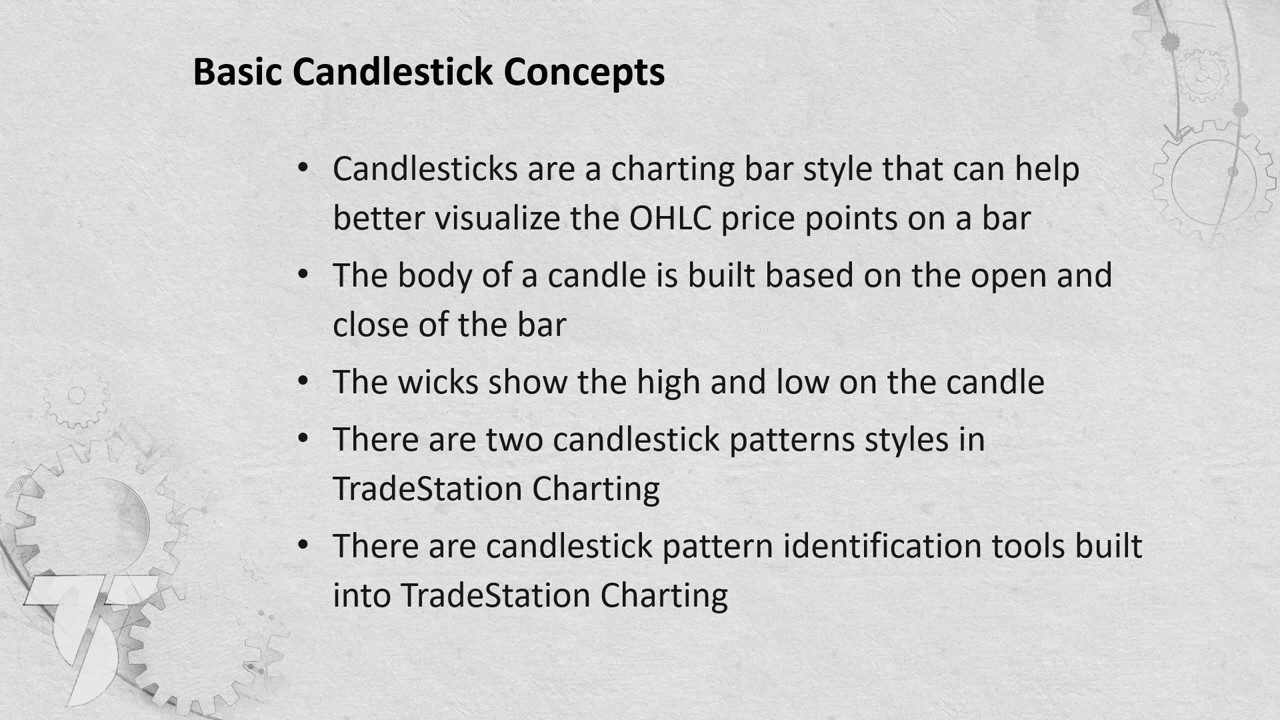 Basic Candlestick Concepts
• Candlesticks are a charting bar style that can help
better visualize the OHLC price points on a bar
• The body of a candle is built based on the open and
close of the bar
• The wicks show the high and low on the candle
• There are two candlestick patterns styles in
TradeStation Charting
• There are candlestick pattern identification tools built
into TradeStation Charting